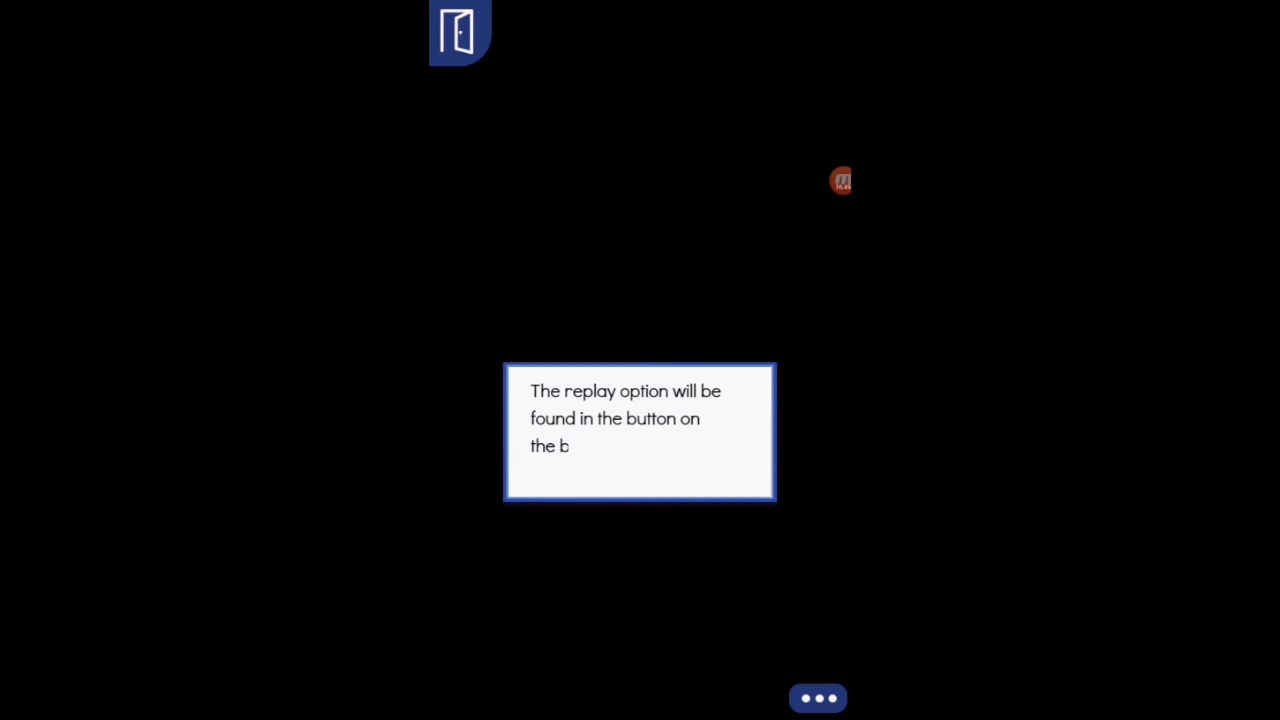 The replay option will be
found in the button on
the b